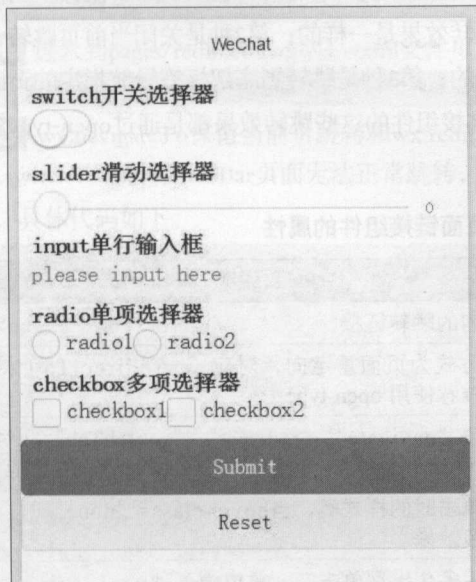 WeChat
switch开关选择器
slider滑动选择器
0
input单行输入框
please input here
radio单项选择器
radio1 radio2
checkbox多项选择器
checkbox1 checkbox2
Submit
Reset